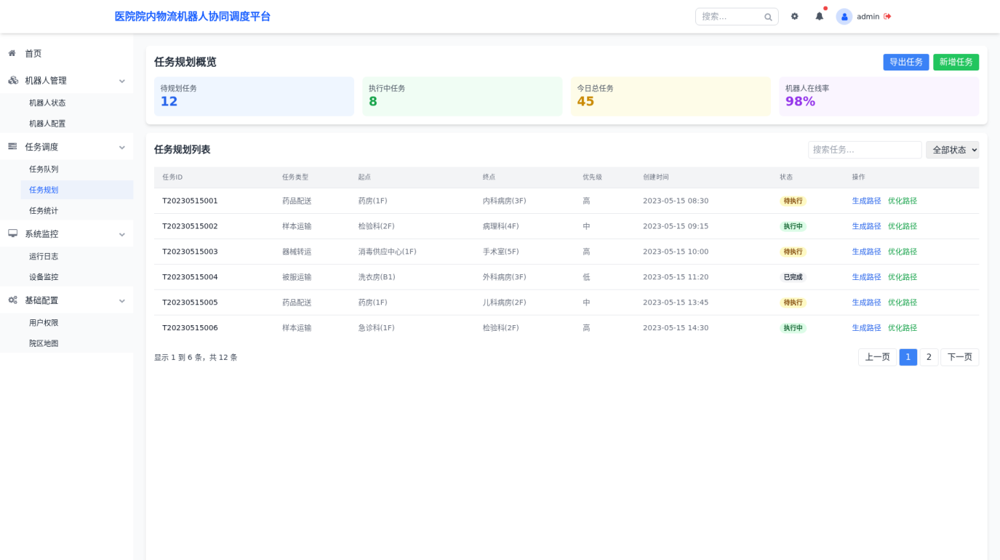 医院院内物流机器人协同调度平台
搜索...
admin
首页
机器人管理
机器人状态
机器人配置
任务调度
任务队列
任务规划
任务统计
系统监控
运行日志
设备监控
基础配置
用户权限
院区地图
任务规划概览
导出任务 新增任务
待规划任务 执行中任务 今日总任务 机器人在线率
12 8 45 98%
任务规划列表
搜索任务... 全部状态
任务ID 任务类型 起点 终点 优先级 创建时间 状态 操作
T20230515001 药品配送 药房(1F) 内科病房(3F) 高 2023-05-15 08:30 待执行 生成路径 优化路径
T20230515002 样本运输 检验科(2F) 病理科(4F) 中 2023-05-15 09:15 执行中 生成路径 优化路径
T20230515003 器械转运 消毒供应中心(1F) 手术室(5F) 高 2023-05-15 10:00 待执行 生成路径 优化路径
T20230515004 被服运输 洗衣房(B1) 外科病房(3F) 低 2023-05-15 11:20 已完成 生成路径 优化路径
T20230515005 药品配送 药房(1F) 儿科病房(2F) 中 2023-05-15 13:45 待执行 生成路径 优化路径
T20230515006 样本运输 急诊科(1F) 检验科(2F) 高 2023-05-15 14:30 执行中 生成路径 优化路径
显示 1 到 6 条，共 12 条
上一页 1 2 下一页